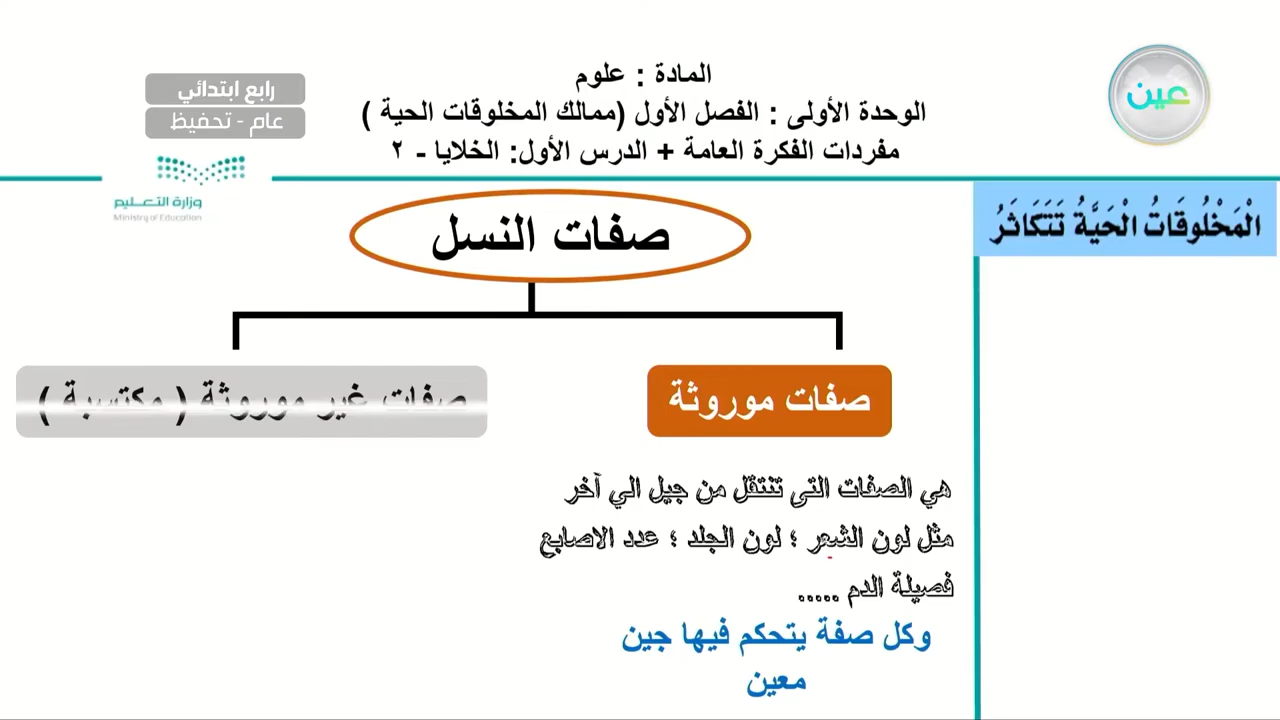 المادة : علوم
الوحدة الأولى : الفصل الأول (ممالك المخلوقات الحية )
مفردات الفكرة العامة + الدرس الأول: الخلايا - ٢
عين
رابع ابتدائي
عام - تحفيظ
وزارة التعـليم
Ministry of Education
الْمَخْلُوقَاتُ الْحَيَّةُ تَتَكَاثَرُ
صفات النسل
صفات موروثة
صفات غير موروثة ( مكتسبة )
هي الصفات التى تنتقل من جيل الي آخر
مثل لون الشعر ؛ لون الجلد ؛ عدد الاصابع
فصيلة الدم .....
وكل صفة يتحكم فيها جين
معين